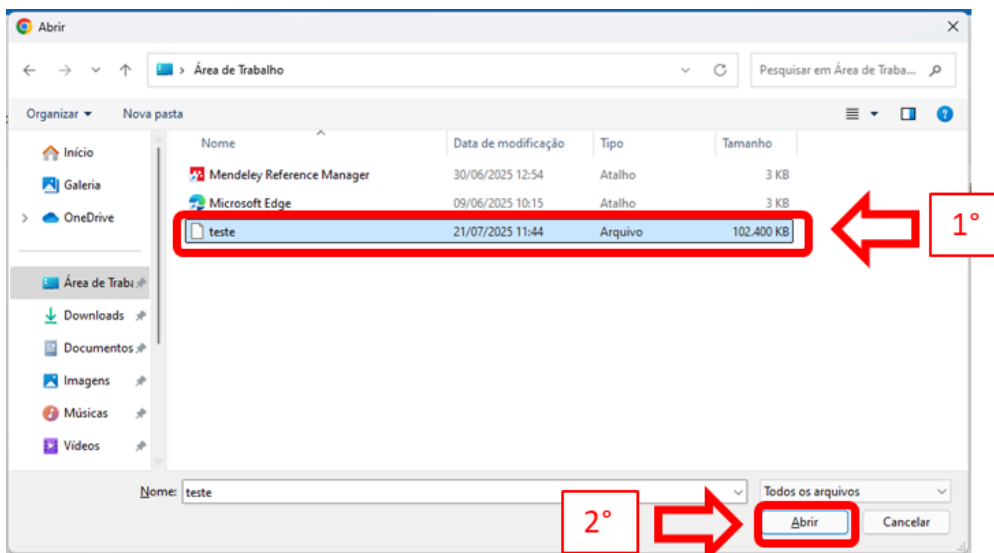 Abrir
Área de Trabalho
Pesquisar em Área de Traba...
Organizar
Nova pasta
Nome
Data de modificação
Tipo
Tamanho
Início
Galeria
OneDrive
Mendeley Reference Manager 30/06/2025 12:54 Atalho 3 KB
Microsoft Edge 09/06/2025 10:15 Atalho 3 KB
teste 21/07/2025 11:44 Arquivo 102.400 KB
1°
Área de Traba
Downloads
Documentos
Imagens
Músicas
Vídeos
Nome: teste
Todos os arquivos
2°
Abrir
Cancelar